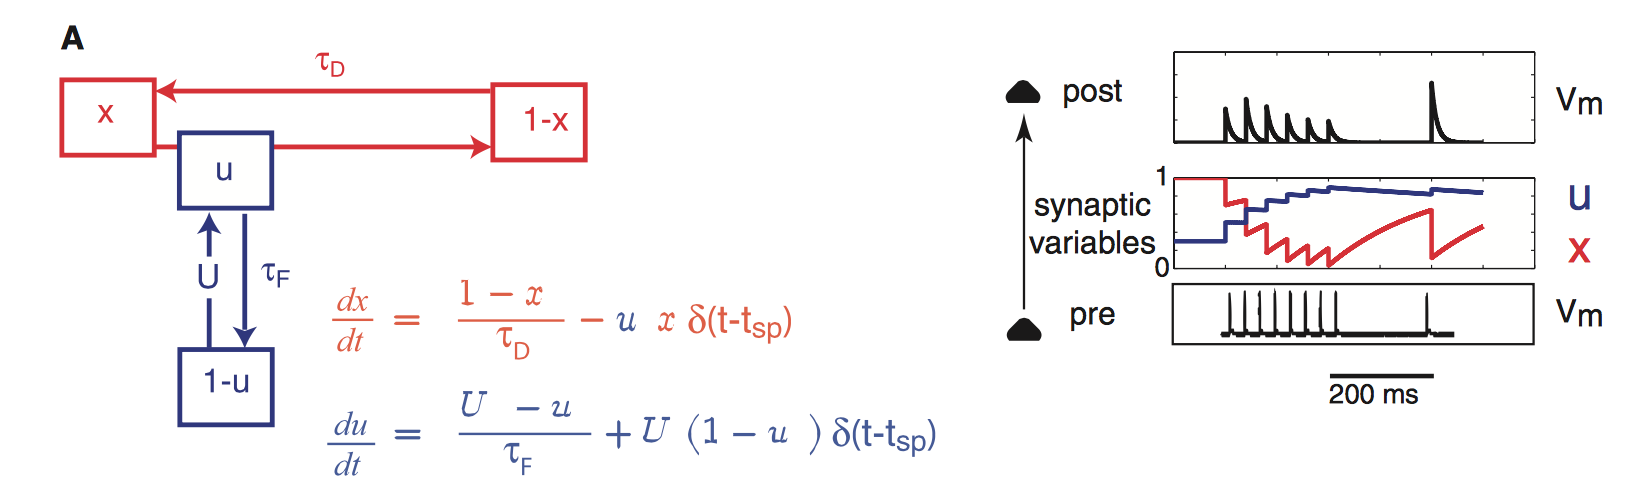 A
τD
x
1-x
u
U
τF
1-u
dx/dt = (1 − x)/τD − u x δ(t-tsp)
du/dt = (U − u)/τF + U (1 − u ) δ(t-tsp)
post
Vm
1
synaptic
variables
0
u
x
pre
Vm
200 ms